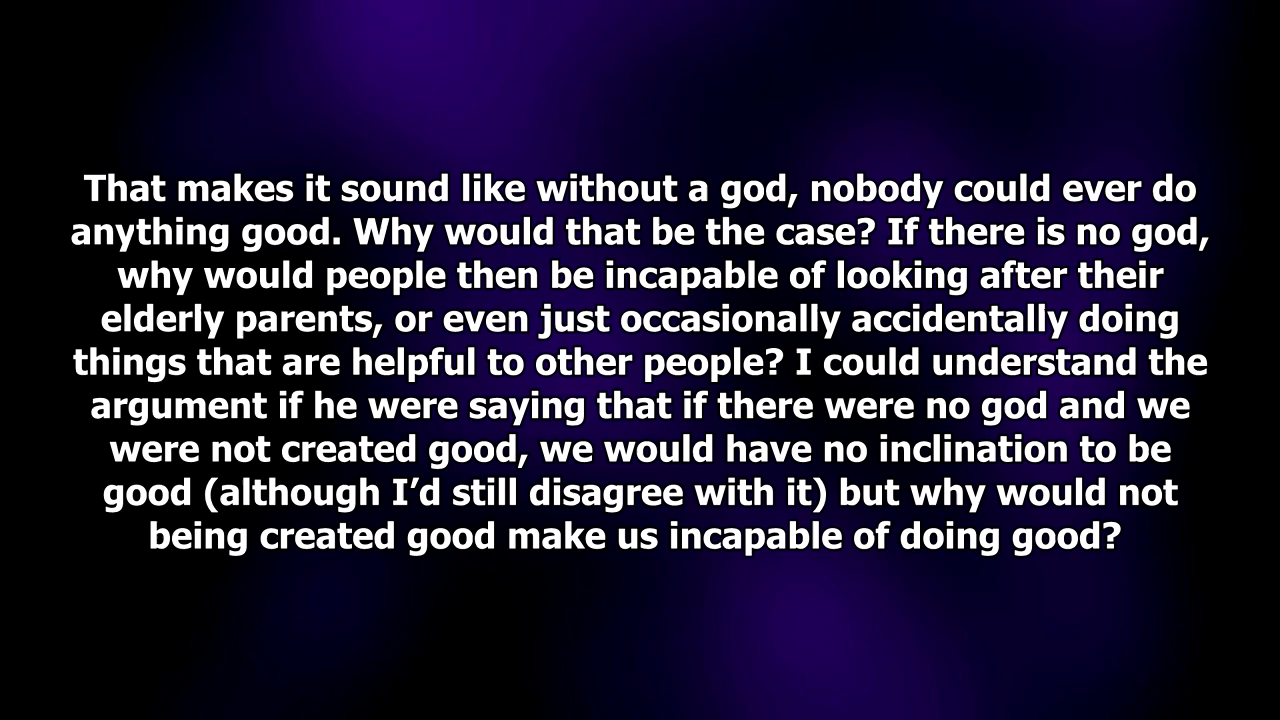 That makes it sound like without a god, nobody could ever do
anything good. Why would that be the case? If there is no god,
why would people then be incapable of looking after their
elderly parents, or even just occasionally accidentally doing
things that are helpful to other people? I could understand the
argument if he were saying that if there were no god and we
were not created good, we would have no inclination to be
good (although I’d still disagree with it) but why would not
being created good make us incapable of doing good?